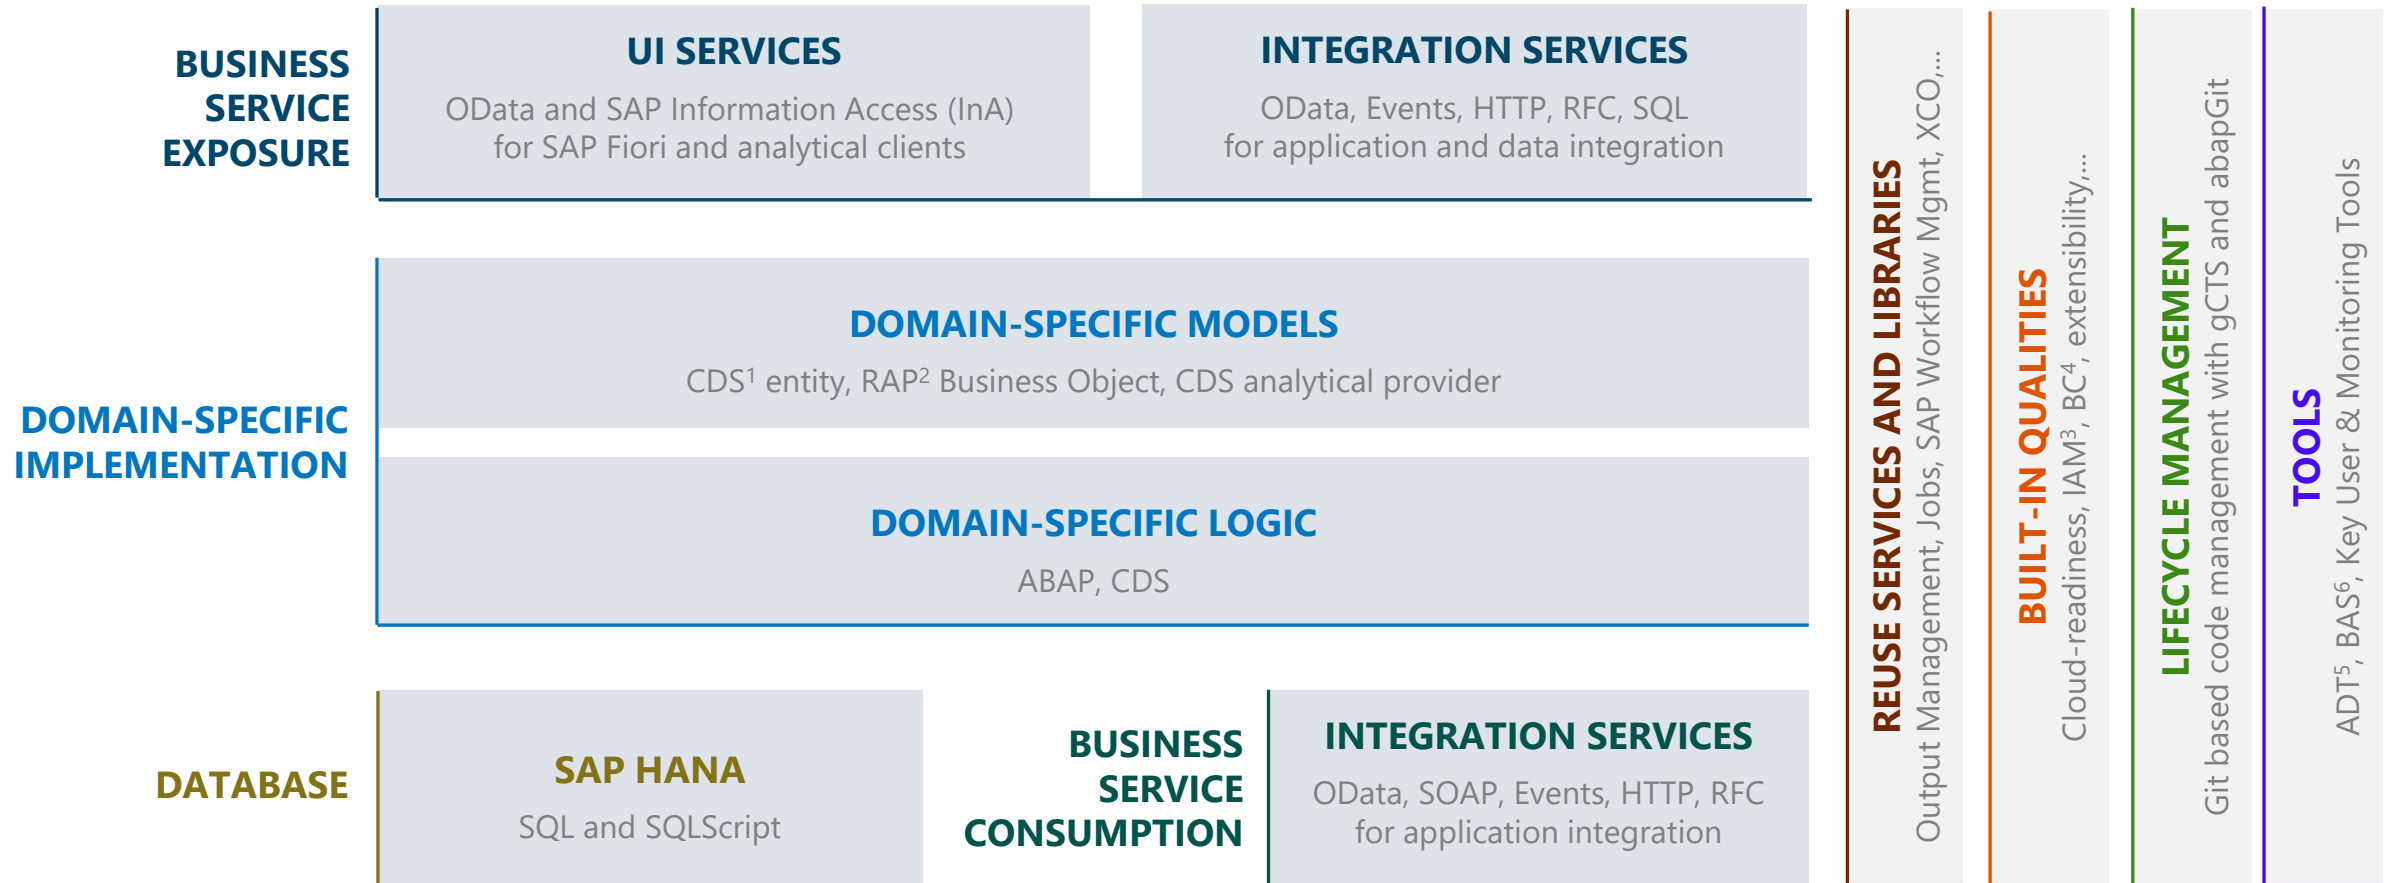 BUSINESS
SERVICE
EXPOSURE
UI SERVICES
OData and SAP Information Access (InA)
for SAP Fiori and analytical clients
INTEGRATION SERVICES
OData, Events, HTTP, RFC, SQL
for application and data integration
DOMAIN-SPECIFIC
IMPLEMENTATION
DOMAIN-SPECIFIC MODELS
CDS¹ entity, RAP² Business Object, CDS analytical provider
DOMAIN-SPECIFIC LOGIC
ABAP, CDS
DATABASE
SAP HANA
SQL and SQLScript
BUSINESS
SERVICE
CONSUMPTION
INTEGRATION SERVICES
OData, SOAP, Events, HTTP, RFC
for application integration
REUSE SERVICES AND LIBRARIES
Output Management, Jobs, SAP Workflow Mgmt, XCO,...
BUILT-IN QUALITIES
Cloud-readiness, IAM³, BC⁴, extensibility,...
LIFECYCLE MANAGEMENT
Git based code management with gCTS and abapGit
TOOLS
ADT⁵, BAS⁶, Key User & Monitoring Tools